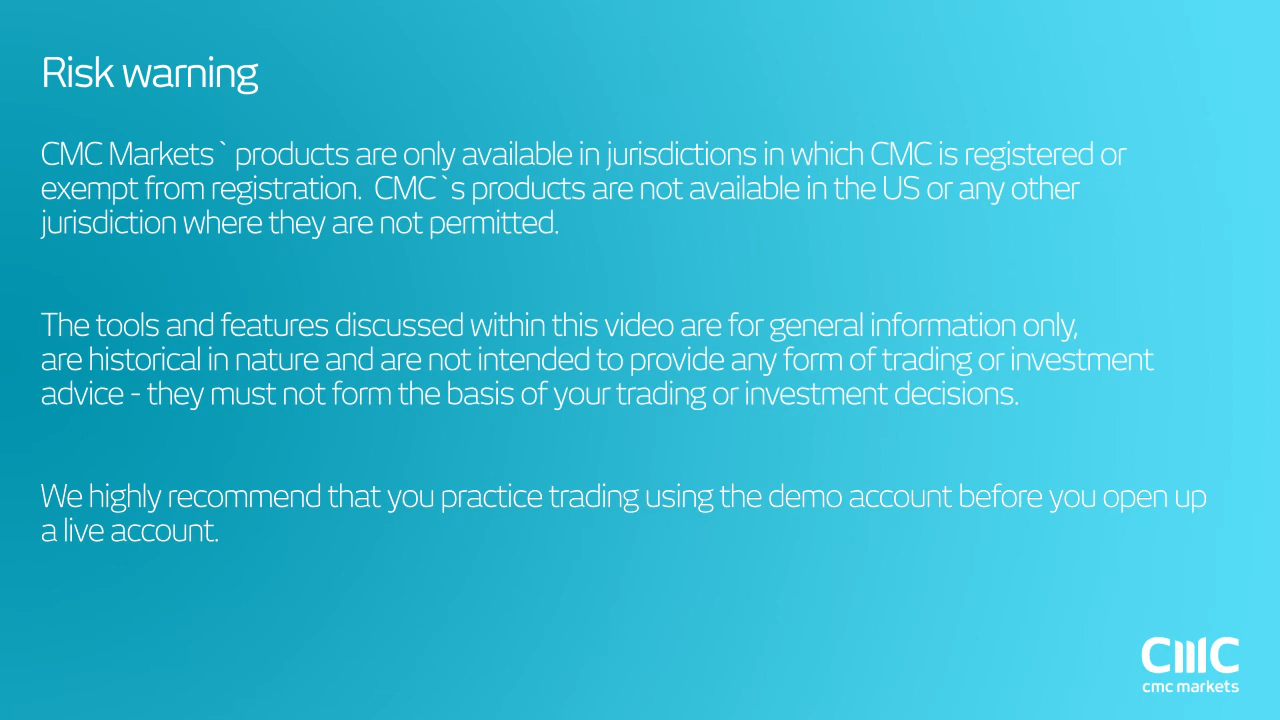 Risk warning
CMC Markets` products are only available in jurisdictions in which CMC is registered or
exempt from registration.  CMC`s products are not available in the US or any other
jurisdiction where they are not permitted.
The tools and features discussed within this video are for general information only,
are historical in nature and are not intended to provide any form of trading or investment
advice - they must not form the basis of your trading or investment decisions.
We highly recommend that you practice trading using the demo account before you open up
a live account.
CMC
cmc markets